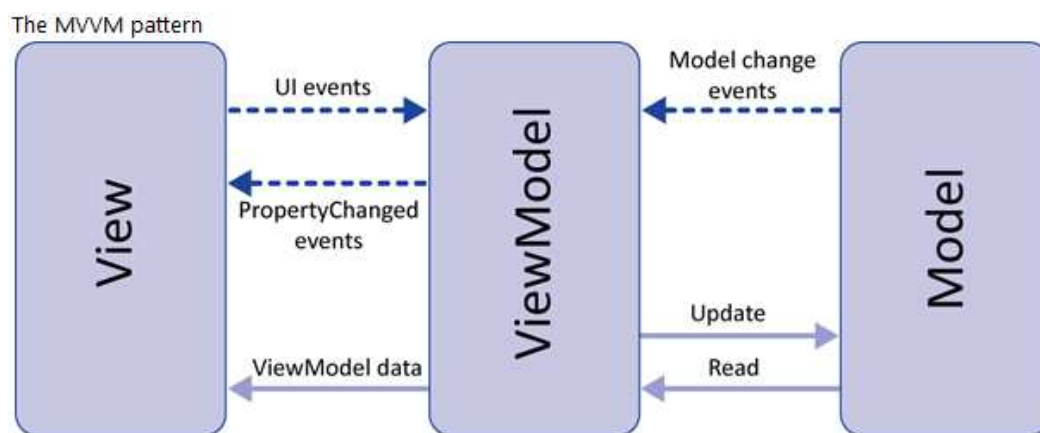 The MVVM pattern
View
UI events
PropertyChanged
events
ViewModel data
ViewModel
Model change
events
Update
Read
Model